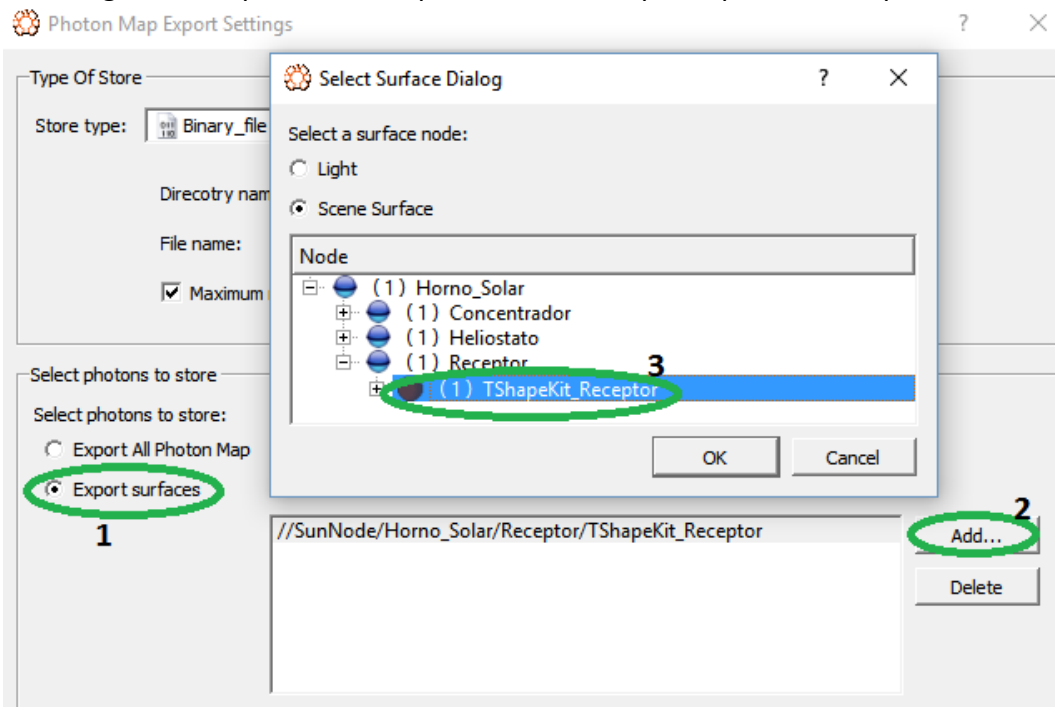 Photon Map Export Settings
Type Of Store
Store type: Binary_file
Direcotry nam
File name:
Maximum
Select Surface Dialog
Select a surface node:
Light
Scene Surface
Node
(1) Horno_Solar
(1) Concentrador
(1) Heliostato
(1) Receptor
3
(1) TShapeKit_Receptor
OK Cancel
Select photons to store
Select photons to store:
Export All Photon Map
Export surfaces
1
//SunNode/Horno_Solar/Receptor/TShapeKit_Receptor
2
Add...
Delete